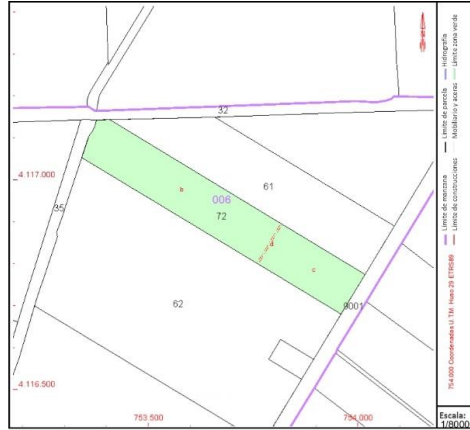 32
4.117.000
61
006
72
b
a
c
35
62
9001
4.116.500
753.500
754.000
Escala:
1/8000
754.000 Coordenadas U.T.M. Huso 29 ETRS89
Límite de manzana
Límite de parcela
Hidrografía
Límite de construcciones
Mobiliario y aceras
Límite zona verde